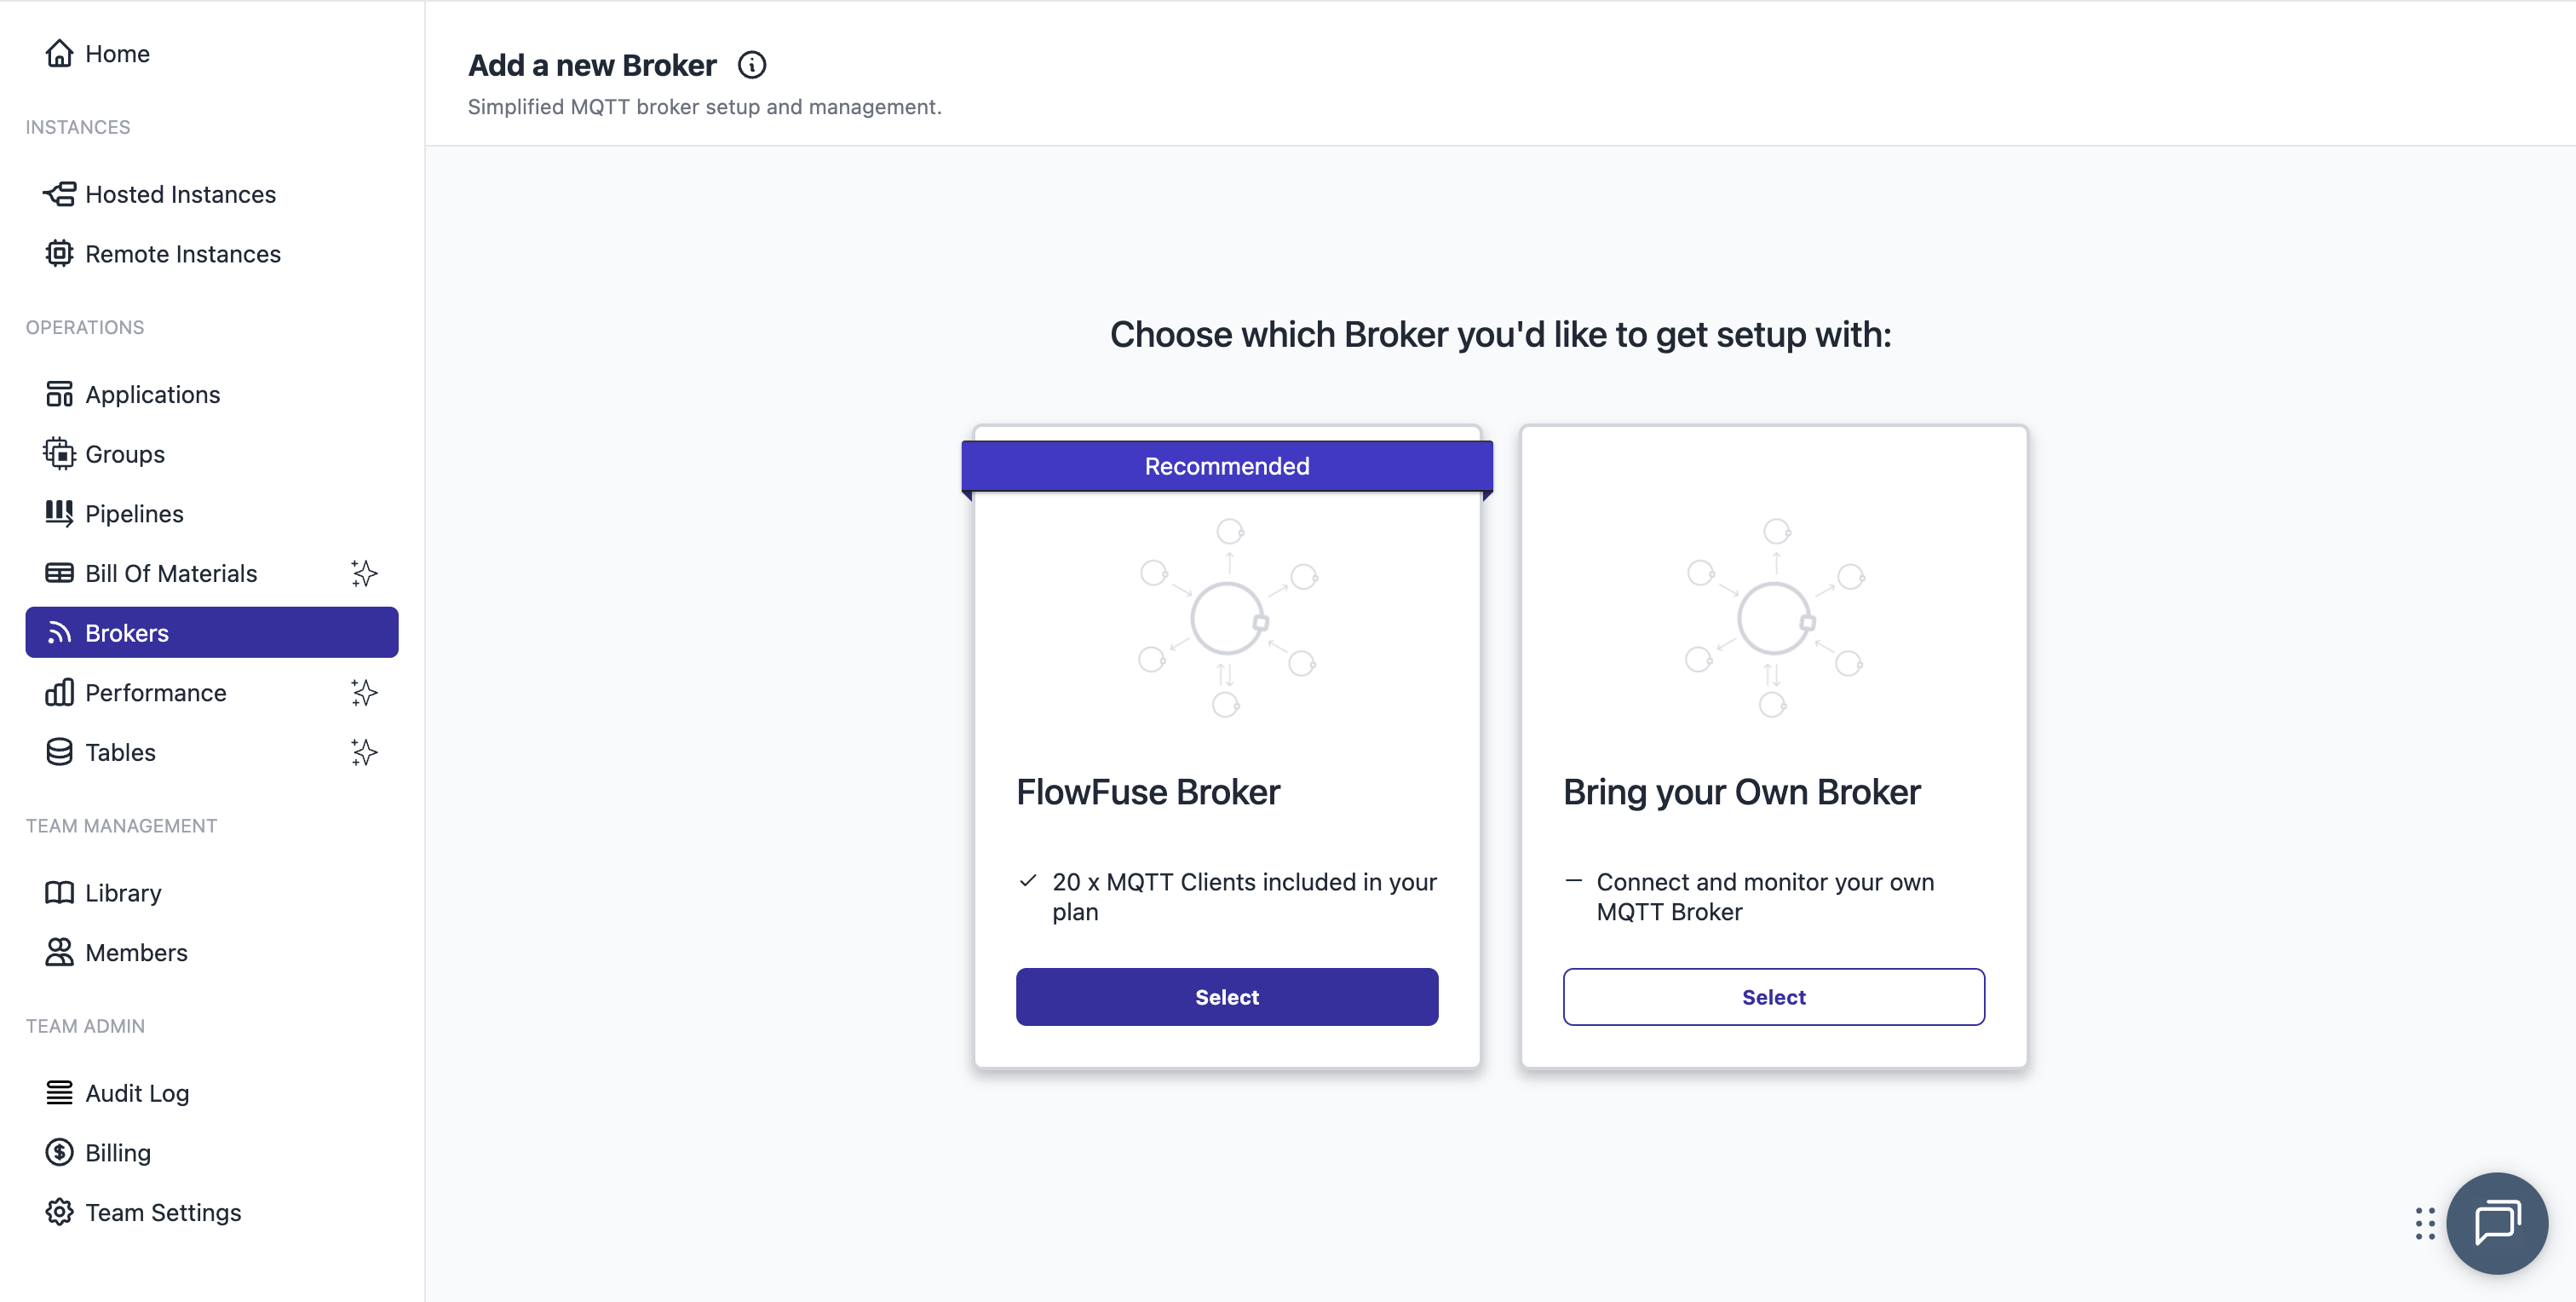 Home
INSTANCES
Hosted Instances
Remote Instances
OPERATIONS
Applications
Groups
Pipelines
Bill Of Materials
Brokers
Performance
Tables
TEAM MANAGEMENT
Library
Members
TEAM ADMIN
Audit Log
Billing
Team Settings
Add a new Broker
Simplified MQTT broker setup and management.
Choose which Broker you'd like to get setup with:
Recommended
FlowFuse Broker
20 x MQTT Clients included in your
plan
Select
Bring your Own Broker
Connect and monitor your own
MQTT Broker
Select